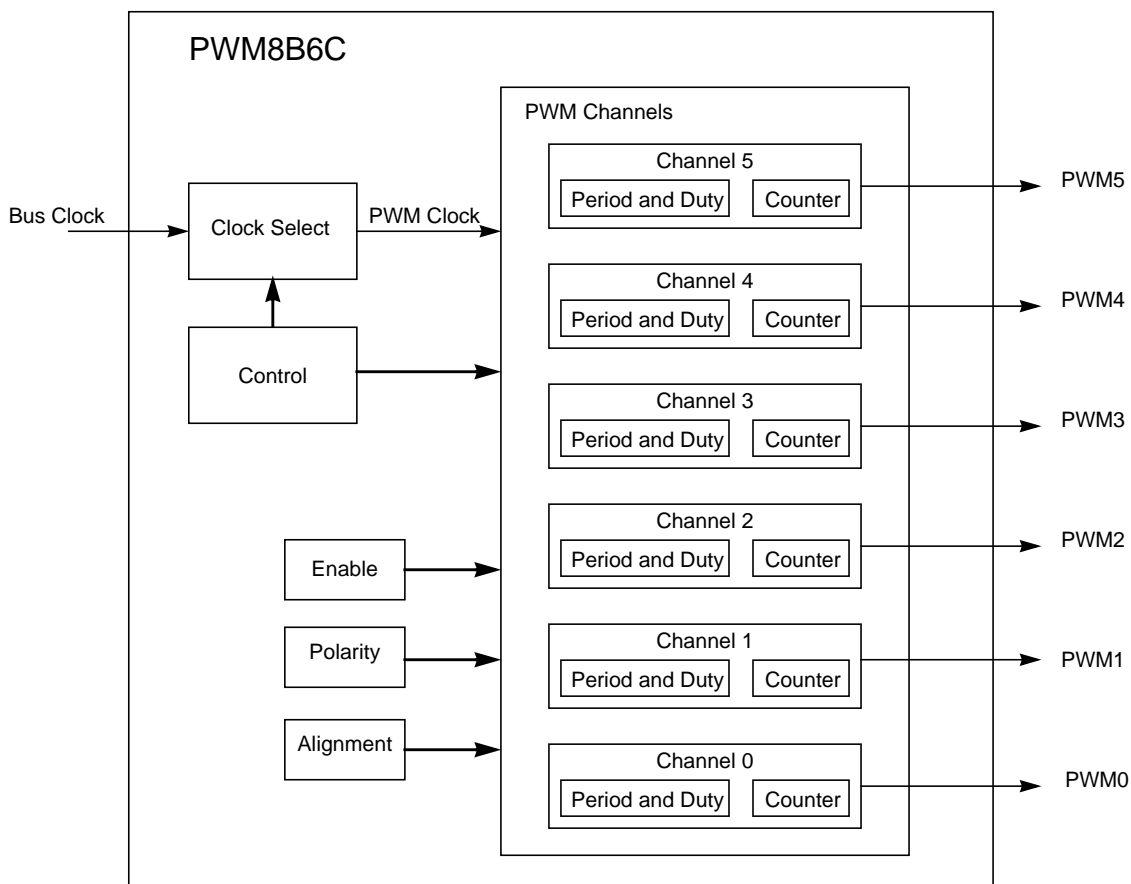 PWM8B6C
PWM Channels
Bus Clock
Clock Select
PWM Clock
Control
Enable
Polarity
Alignment
Channel 5
Period and Duty
Counter
PWM5
Channel 4
Period and Duty
Counter
PWM4
Channel 3
Period and Duty
Counter
PWM3
Channel 2
Period and Duty
Counter
PWM2
Channel 1
Period and Duty
Counter
PWM1
Channel 0
Period and Duty
Counter
PWM0